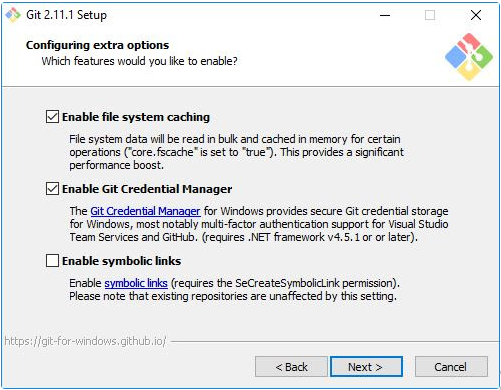 Git 2.11.1 Setup
Configuring extra options
Which features would you like to enable?
Enable file system caching
File system data will be read in bulk and cached in memory for certain
operations ("core.fscache" is set to "true"). This provides a significant
performance boost.
Enable Git Credential Manager
The Git Credential Manager for Windows provides secure Git credential storage
for Windows, most notably multi-factor authentication support for Visual Studio
Team Services and GitHub. (requires .NET framework v4.5.1 or or later).
Enable symbolic links
Enable symbolic links (requires the SeCreateSymbolicLink permission).
Please note that existing repositories are unaffected by this setting.
https://git-for-windows.github.io/
< Back
Next >
Cancel